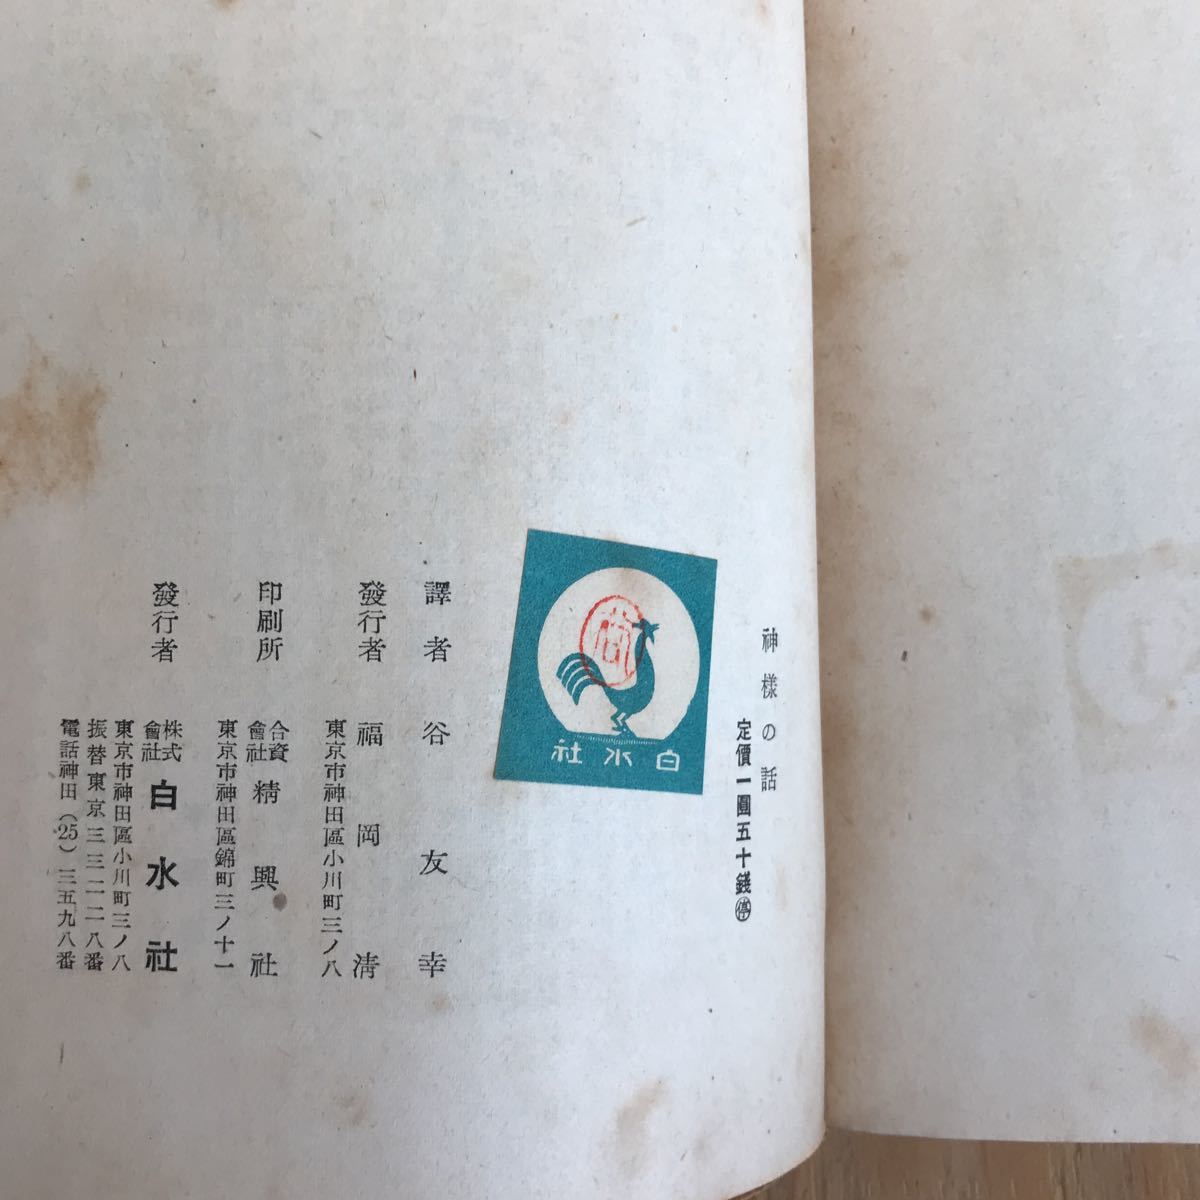 神樣の話
定價一圓五十錢㊡
白水社
譯者 谷友幸
發行者 福岡淸
東京市神田區小川町三ノ八
印刷所 合資會社 精興社
東京市神田區錦町三ノ十一
發行者 株式會社 白水社
東京市神田區小川町三ノ八
振替東京三三二二八番
電話神田(25)三五九八番